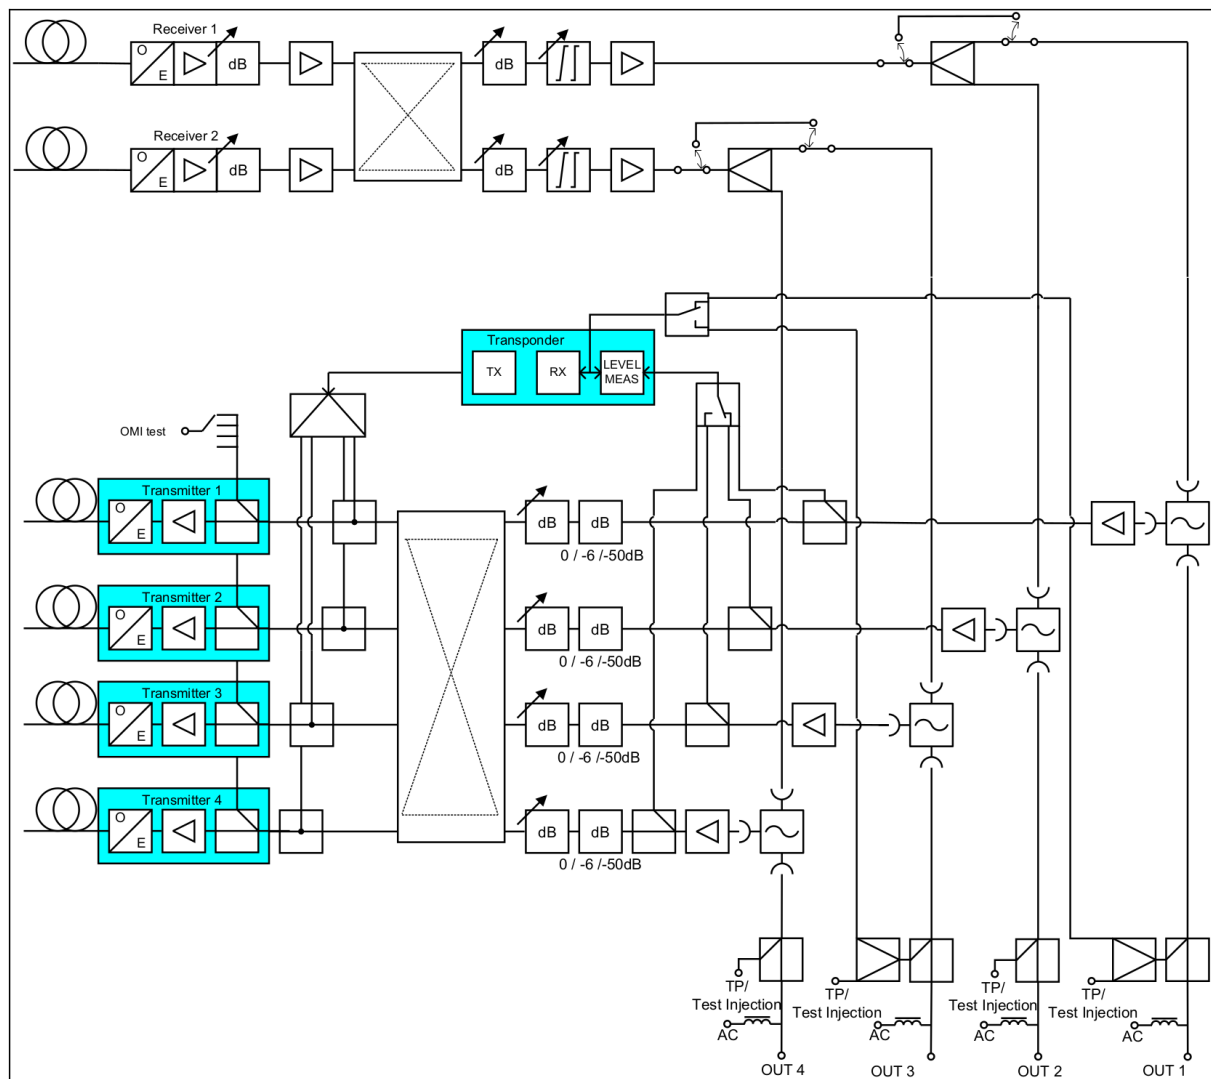 Receiver 1
O
E
dB
dB
Receiver 2
O
E
dB
dB
Transponder
TX
RX
LEVEL
MEAS
OMI test
Transmitter 1
O
E
dB
dB
0 / -6 /-50dB
Transmitter 2
O
E
dB
dB
0 / -6 /-50dB
Transmitter 3
O
E
dB
dB
0 / -6 /-50dB
Transmitter 4
O
E
dB
dB
0 / -6 /-50dB
TP/
Test Injection
AC
OUT 4
TP/
Test Injection
AC
OUT 3
TP/
Test Injection
AC
OUT 2
TP/
Test Injection
AC
OUT 1